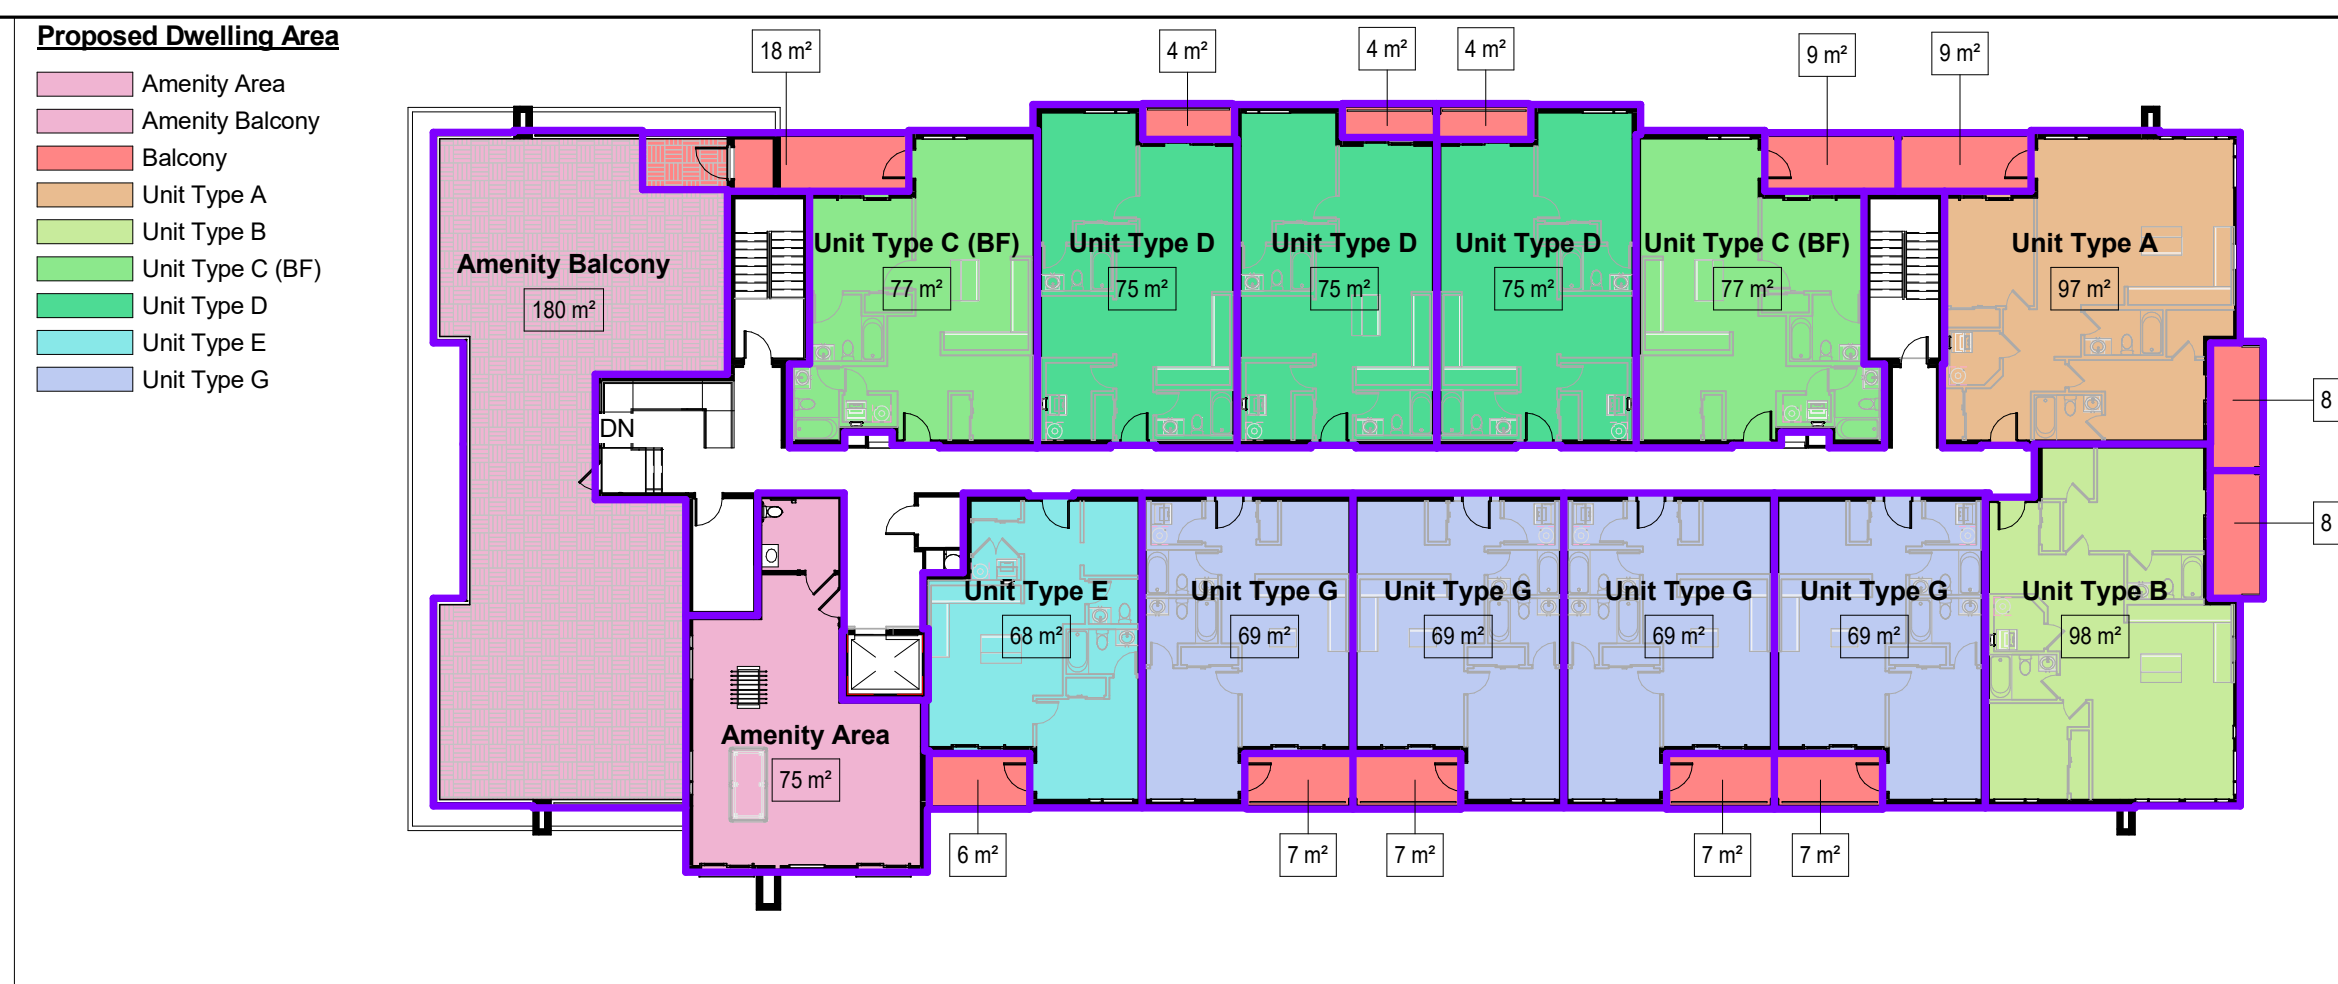 Proposed Dwelling Area
Amenity Area
Amenity Balcony
Balcony
Unit Type A
Unit Type B
Unit Type C (BF)
Unit Type D
Unit Type E
Unit Type G
18 m²
4 m²
4 m²
4 m²
9 m²
9 m²
Amenity Balcony
180 m²
Unit Type C (BF)
77 m²
Unit Type D
75 m²
Unit Type D
75 m²
Unit Type D
75 m²
Unit Type C (BF)
77 m²
Unit Type A
97 m²
8
DN
8
Unit Type E
68 m²
Unit Type G
69 m²
Unit Type G
69 m²
Unit Type G
69 m²
Unit Type G
69 m²
Unit Type B
98 m²
Amenity Area
75 m²
6 m²
7 m²
7 m²
7 m²
7 m²